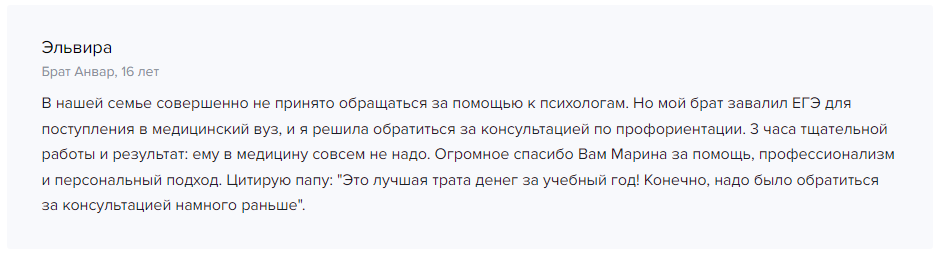 Эльвира
Брат Анвар, 16 лет
В нашей семье совершенно не принято обращаться за помощью к психологам. Но мой брат завалил ЕГЭ для
поступления в медицинский вуз, и я решила обратиться за консультацией по профориентации. 3 часа тщательной
работы и результат: ему в медицину совсем не надо. Огромное спасибо Вам Марина за помощь, профессионализм
и персональный подход. Цитирую папу: "Это лучшая трата денег за учебный год! Конечно, надо было обратиться
за консультацией намного раньше".